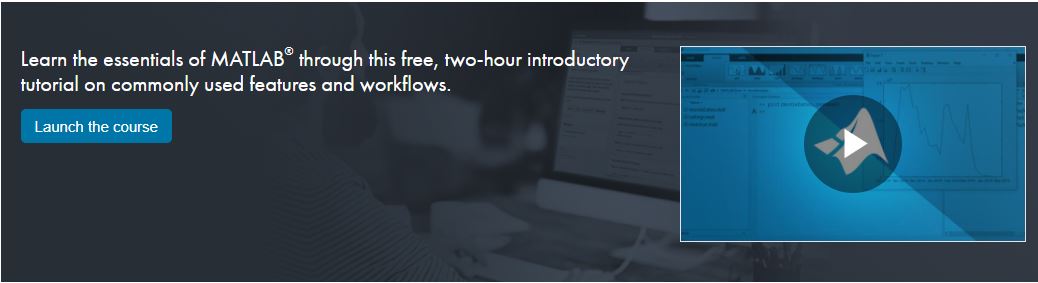 Learn the essentials of MATLAB® through this free, two-hour introductory
tutorial on commonly used features and workflows.
Launch the course